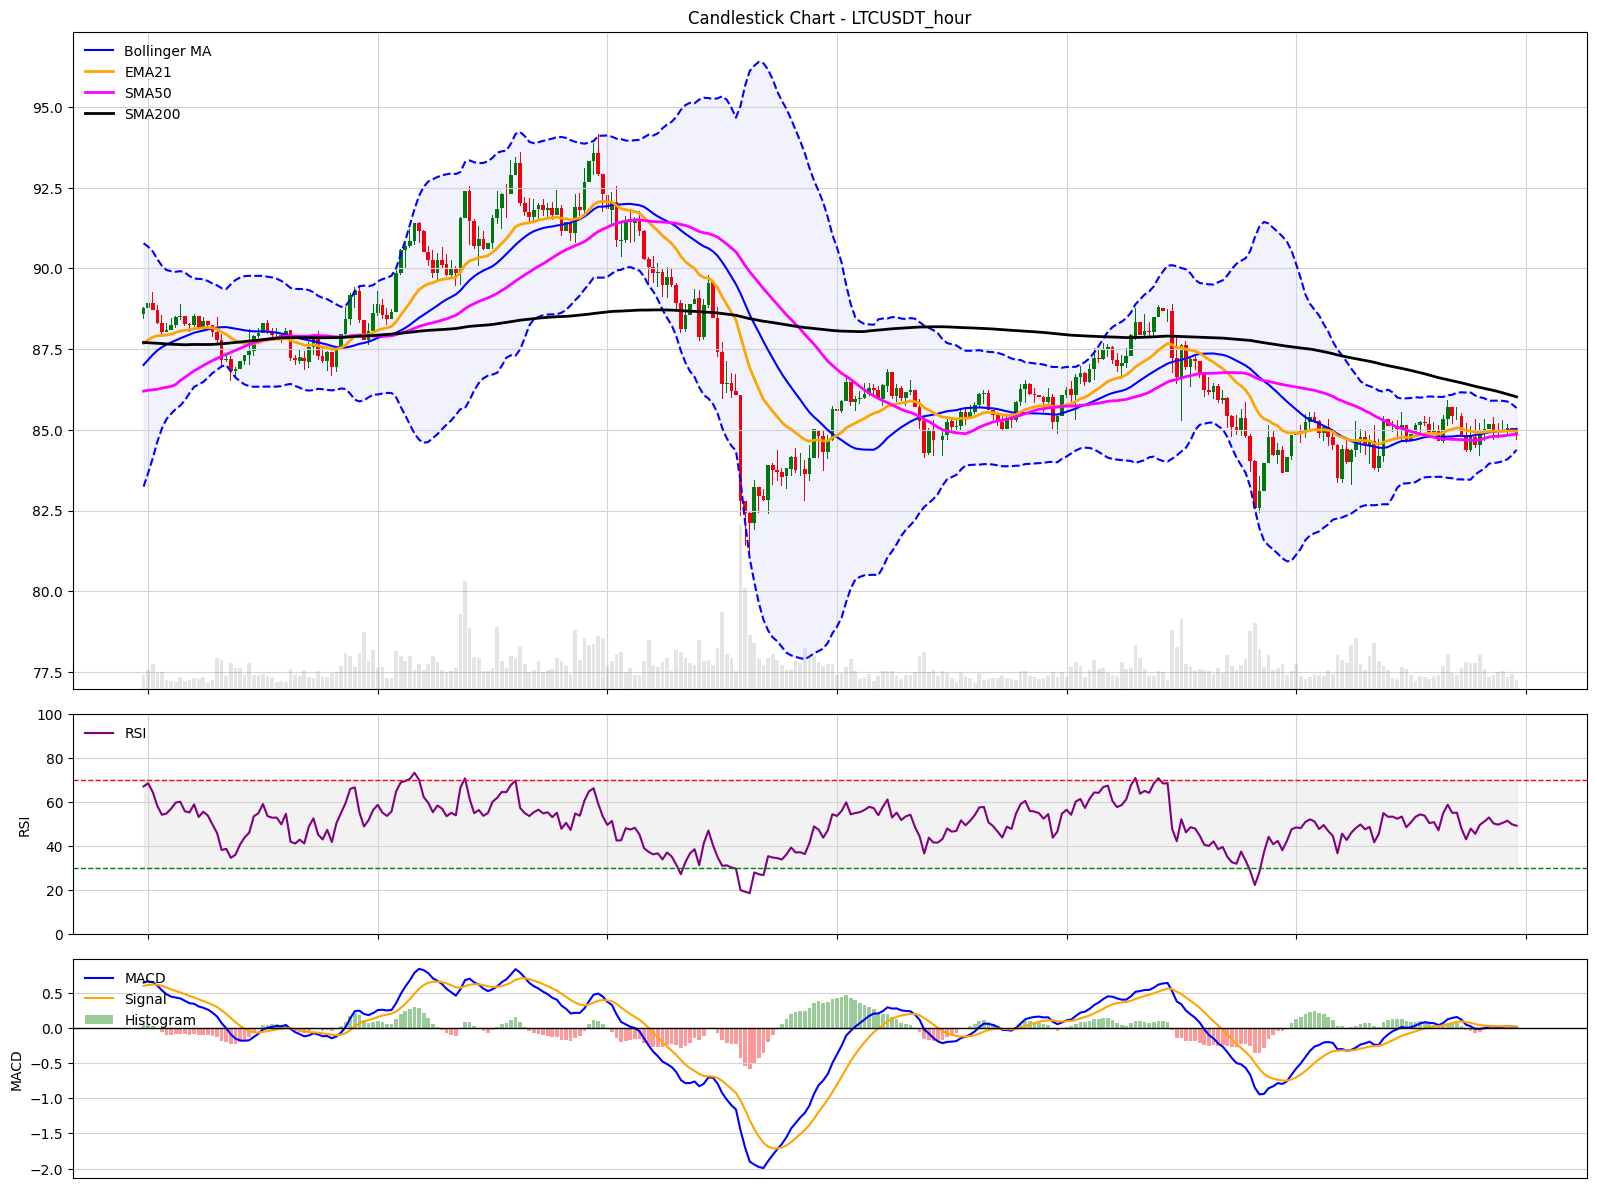 Candlestick Chart - LTCUSDT_hour
Bollinger MA
EMA21
SMA50
SMA200
95.0
92.5
90.0
87.5
85.0
82.5
80.0
77.5
100
RSI
80
60
RSI
40
20
0
MACD
0.5
Signal
Histogram
0.0
−0.5
MACD
−1.0
−1.5
−2.0